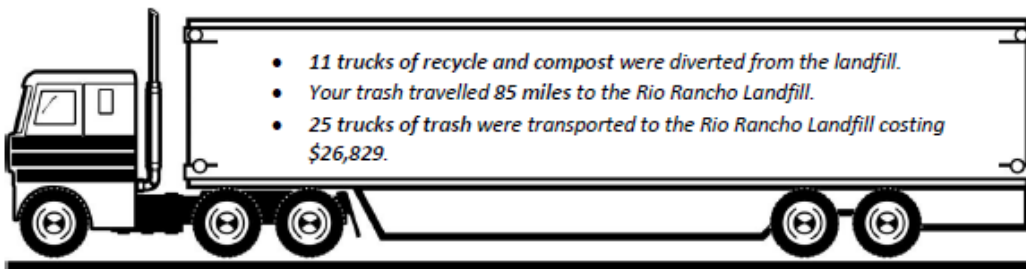 • 11 trucks of recycle and compost were diverted from the landfill.
• Your trash travelled 85 miles to the Rio Rancho Landfill.
• 25 trucks of trash were transported to the Rio Rancho Landfill costing
$26,829.